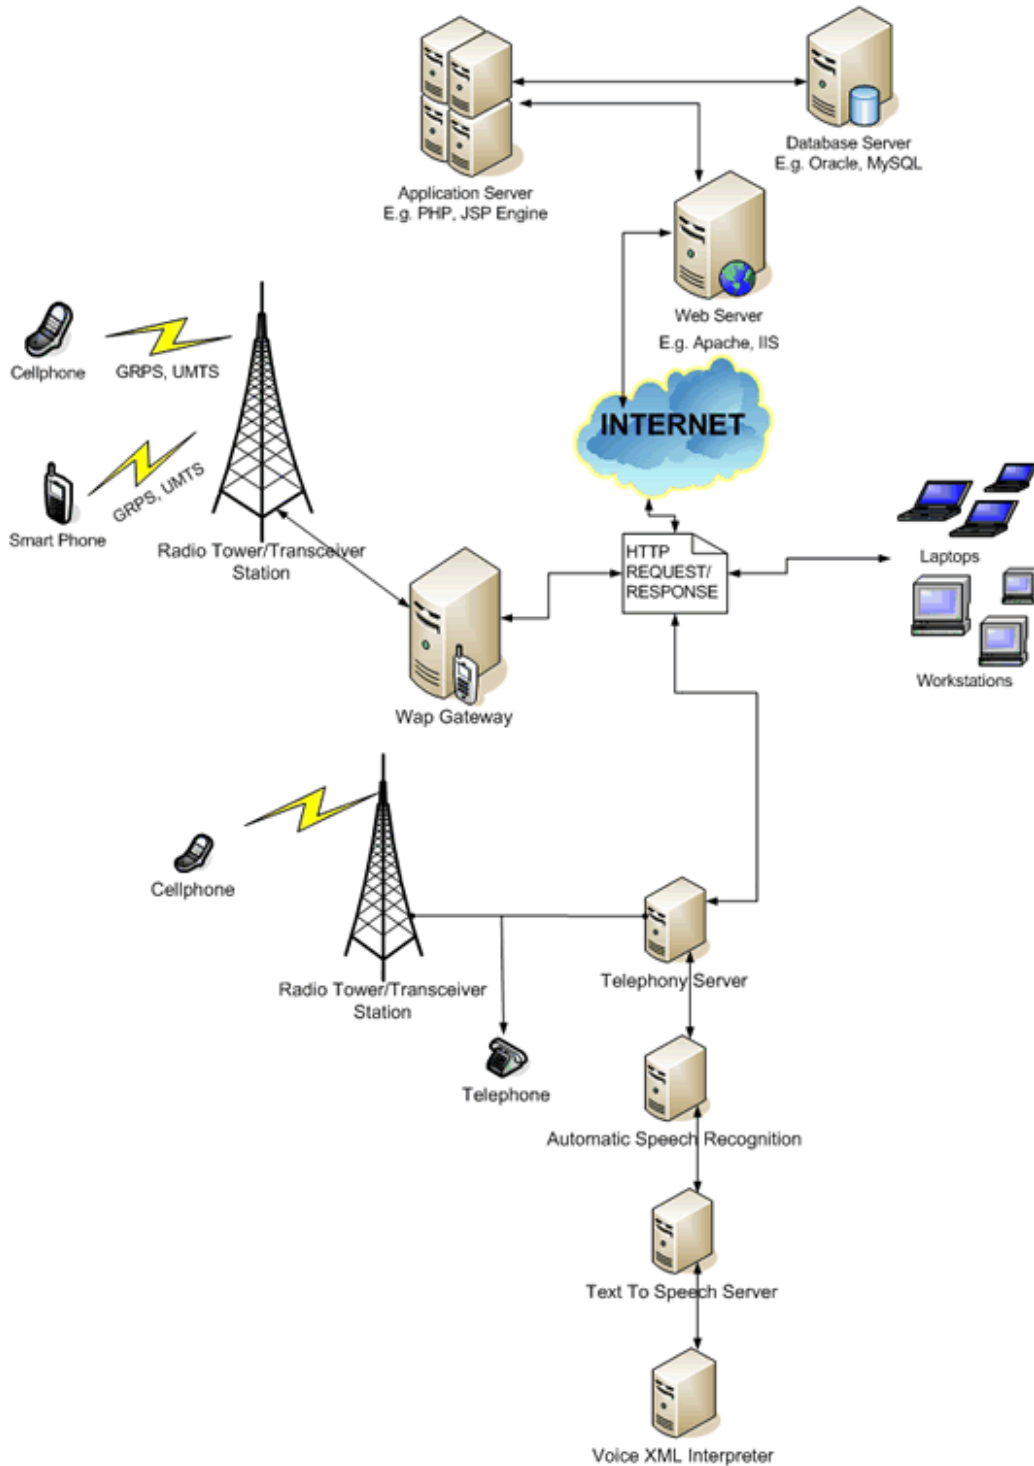 Application Server
E.g. PHP, JSP Engine
Database Server
E.g. Oracle, MySQL
Web Server
E.g. Apache, IIS
INTERNET
Cellphone
GRPS, UMTS
Smart Phone
GRPS, UMTS
Radio Tower/Transceiver
Station
HTTP
REQUEST/
RESPONSE
Laptops
Workstations
Wap Gateway
Cellphone
Radio Tower/Transceiver
Station
Telephone
Telephony Server
Automatic Speech Recognition
Text To Speech Server
Voice XML Interpreter